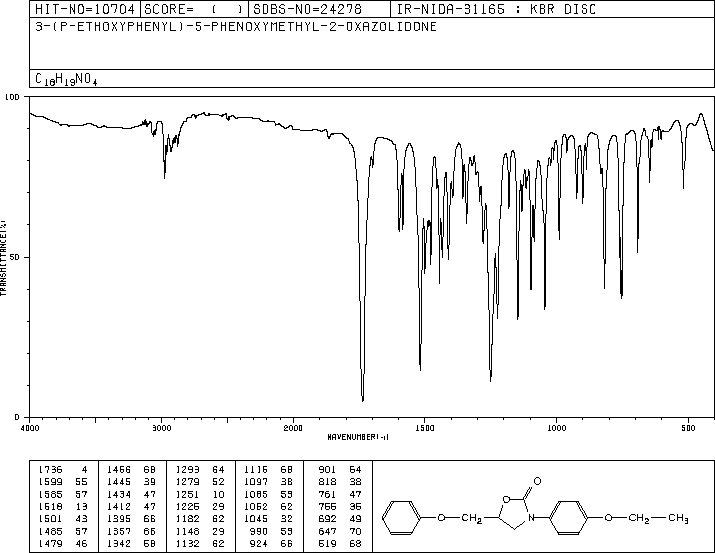 HIT-NO=10704 SCORE= ( ) SDBS-NO=24278 IR-NIDA-31165 : KBR DISC
3-(P-ETHOXYPHENYL)-5-PHENOXYMETHYL-2-OXAZOLIDONE
C18H19NO4
100
50
0
TRANSMITTANCE(%)
4000 3000 2000 1500 1000 500
WAVENUMBER(-1)
1736 4 1466 68 1293 64 1116 68 901 64
1599 55 1445 39 1279 52 1097 38 818 38
1585 57 1434 47 1251 10 1085 59 761 47
1518 13 1412 47 1225 29 1052 62 755 36
1501 43 1395 66 1182 62 1045 32 692 49
1485 57 1357 66 1148 29 990 59 647 70
1479 46 1342 58 1132 62 924 66 519 68
O
O
O CH2 N O CH2 CH3